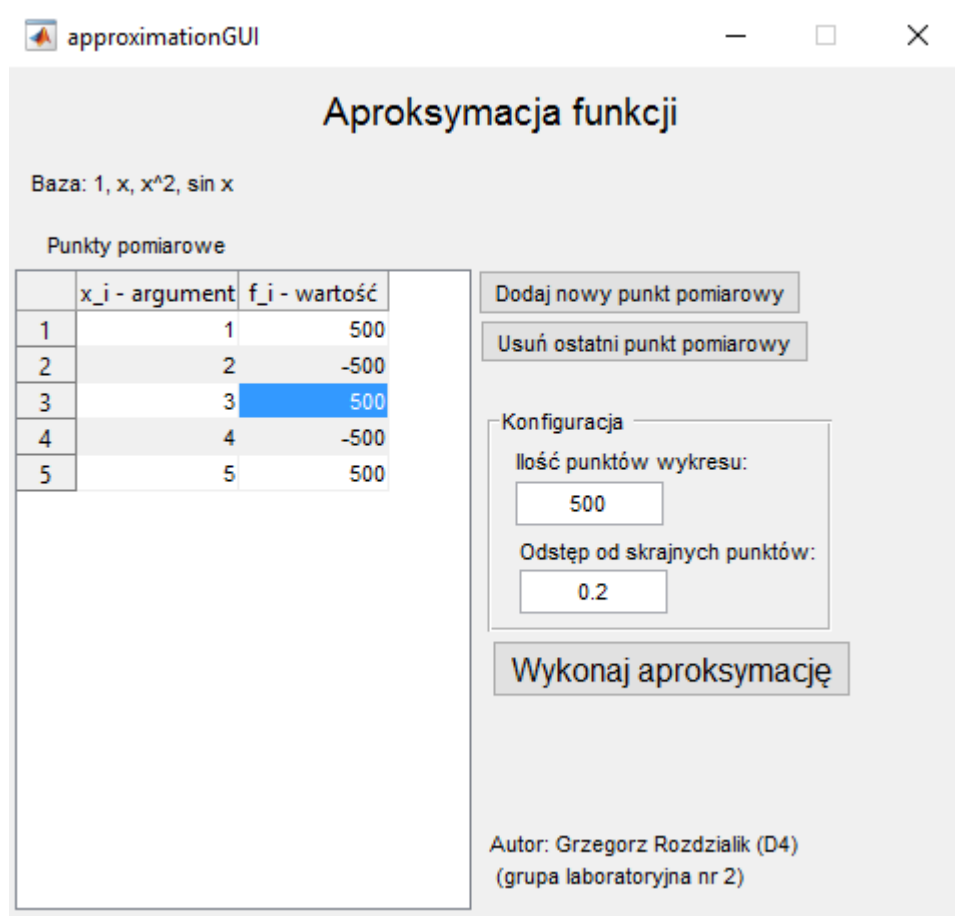 approximationGUI
Aproksymacja funkcji
Baza: 1, x, x^2, sin x
Punkty pomiarowe
x_i - argument f_i - wartość
1 1 500
2 2 -500
3 3 500
4 4 -500
5 5 500
Dodaj nowy punkt pomiarowy
Usuń ostatni punkt pomiarowy
Konfiguracja
Ilość punktów wykresu:
500
Odstęp od skrajnych punktów:
0.2
Wykonaj aproksymację
Autor: Grzegorz Rozdzialik (D4)
(grupa laboratoryjna nr 2)